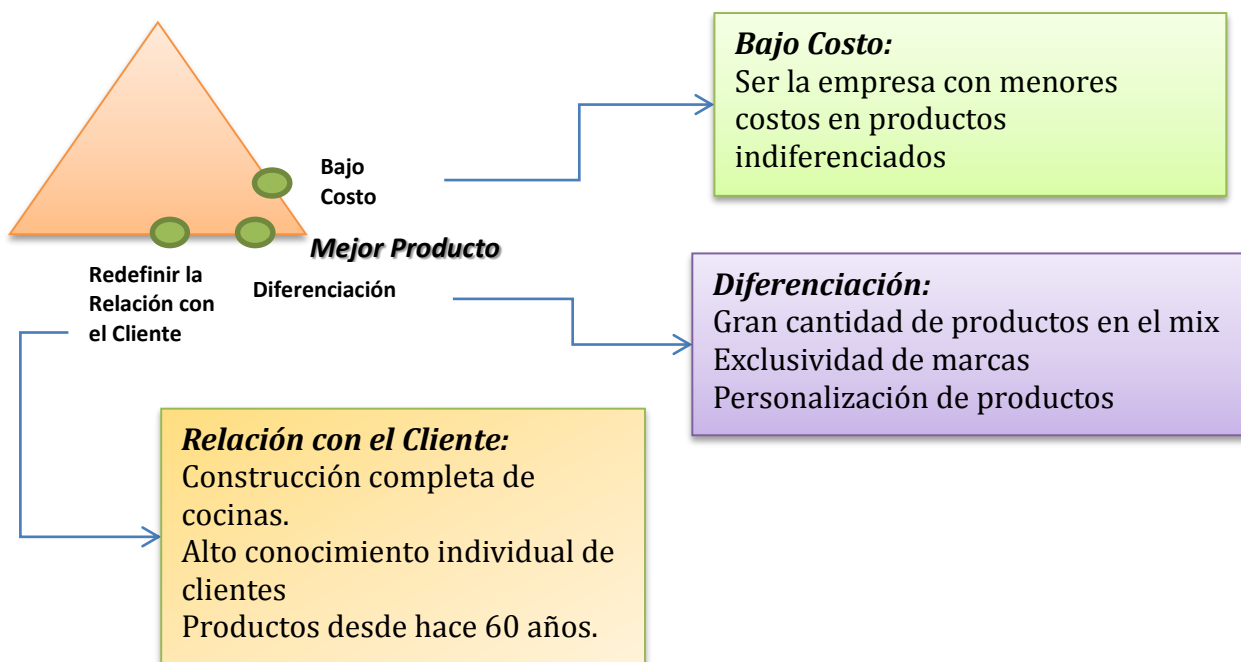 Bajo
Costo
Mejor Producto
Redefinir la
Relación con
el Cliente
Diferenciación
Bajo Costo:
Ser la empresa con menores
costos en productos
indiferenciados
Diferenciación:
Gran cantidad de productos en el mix
Exclusividad de marcas
Personalización de productos
Relación con el Cliente:
Construcción completa de
cocinas.
Alto conocimiento individual de
clientes
Productos desde hace 60 años.